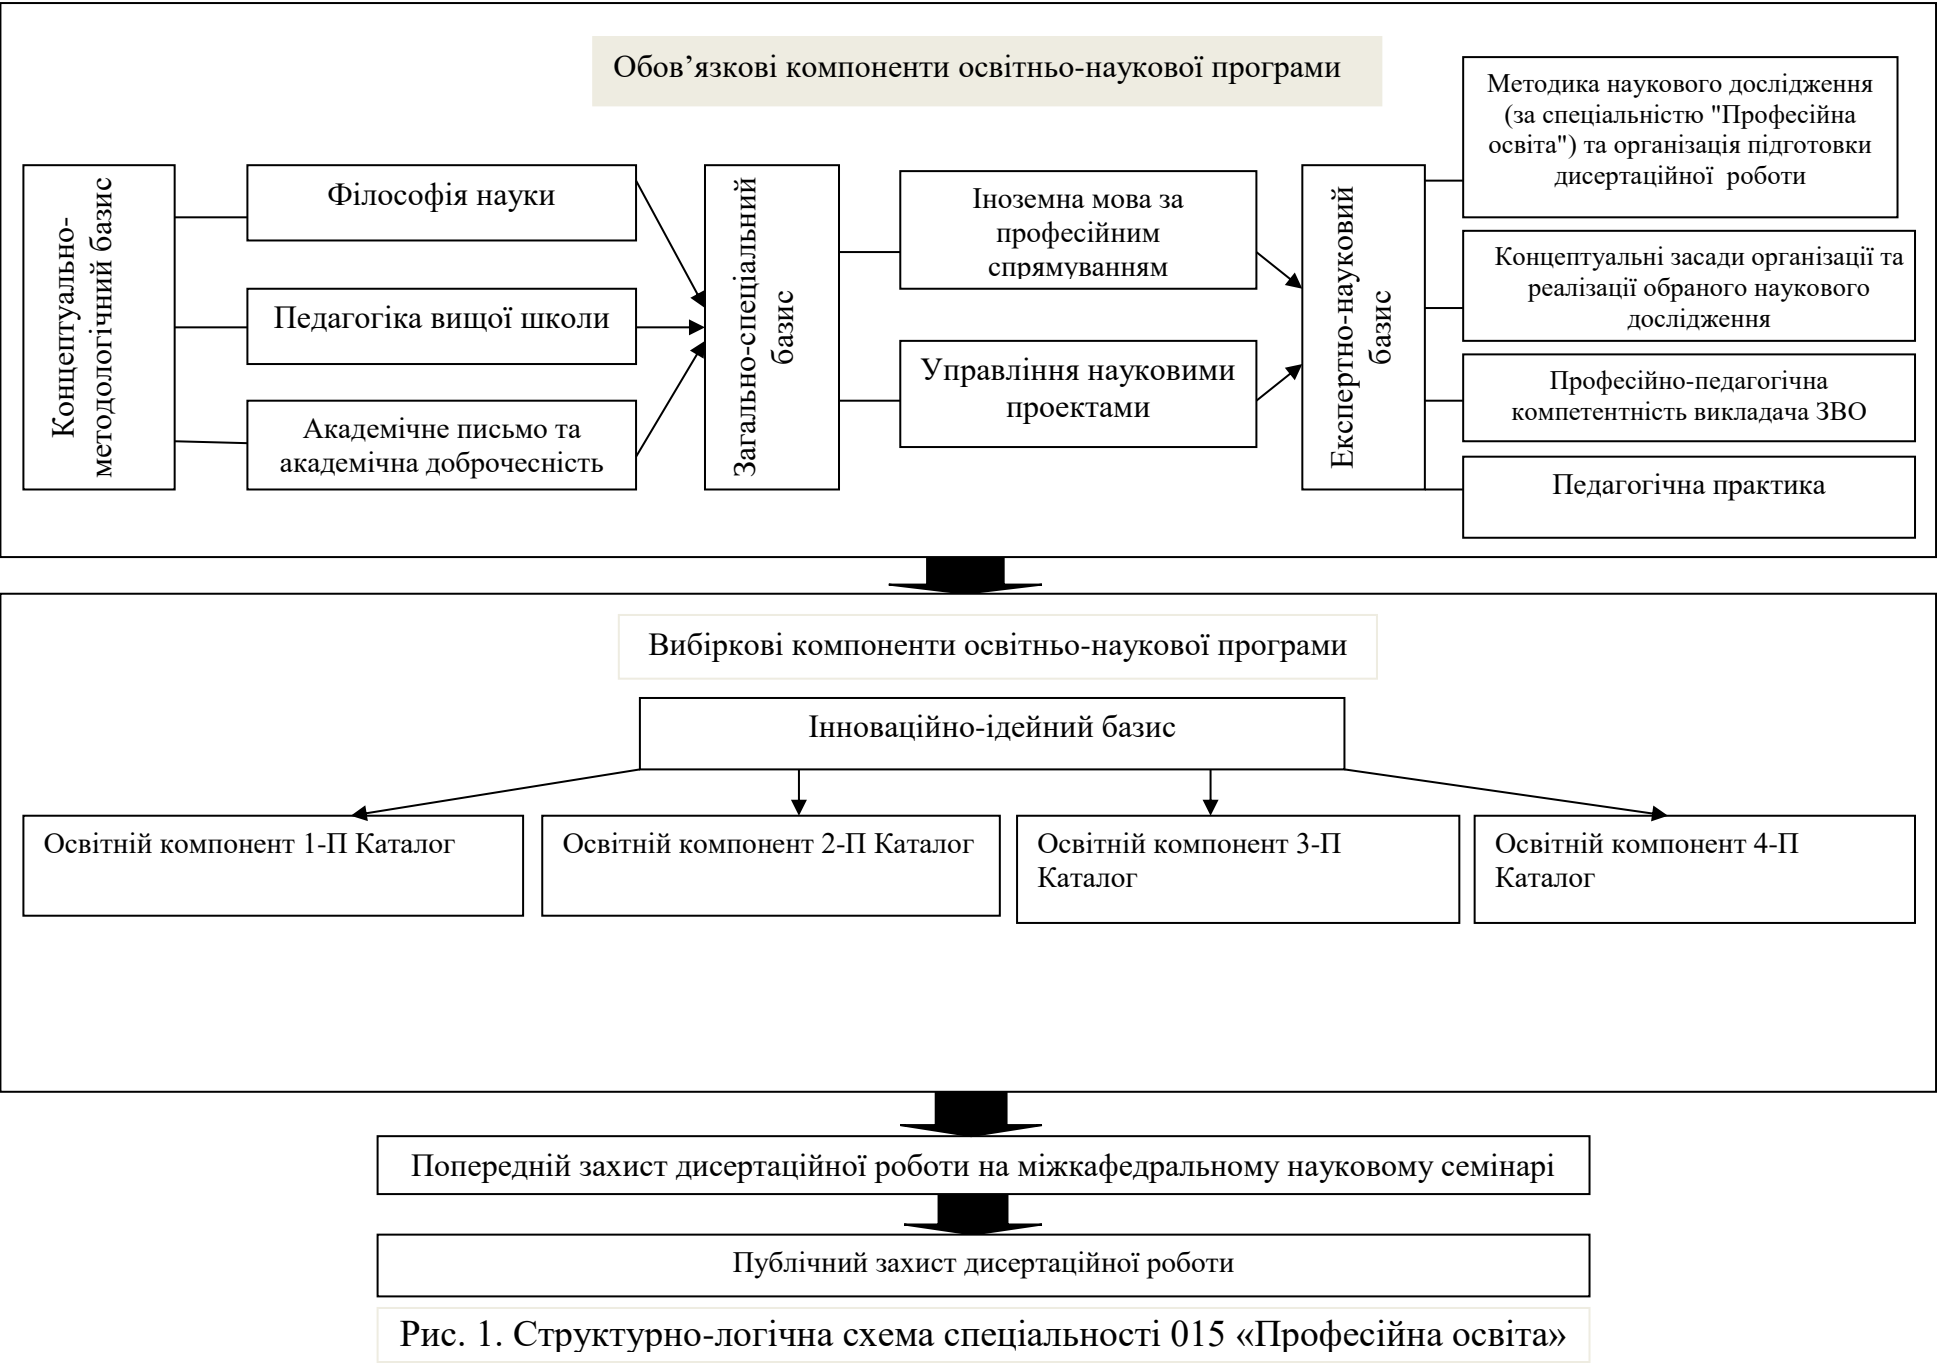 Обов’язкові компоненти освітньо-наукової програми
Концептуально-
методологічний базис
Філософія науки
Педагогіка вищої школи
Академічне письмо та
академічна доброчесність
Загально-спеціальний
базис
Іноземна мова за
професійним
спрямуванням
Управління науковими
проектами
Експертно-науковий
базис
Методика наукового дослідження
(за спеціальністю "Професійна
освіта") та організація підготовки
дисертаційної роботи
Концептуальні засади організації та
реалізації обраного наукового
дослідження
Професійно-педагогічна
компетентність викладача ЗВО
Педагогічна практика
Вибіркові компоненти освітньо-наукової програми
Інноваційно-ідейний базис
Освітній компонент 1-П Каталог
Освітній компонент 2-П Каталог
Освітній компонент 3-П
Каталог
Освітній компонент 4-П
Каталог
Попередній захист дисертаційної роботи на міжкафедральному науковому семінарі
Публічний захист дисертаційної роботи
Рис. 1. Структурно-логічна схема спеціальності 015 «Професійна освіта»